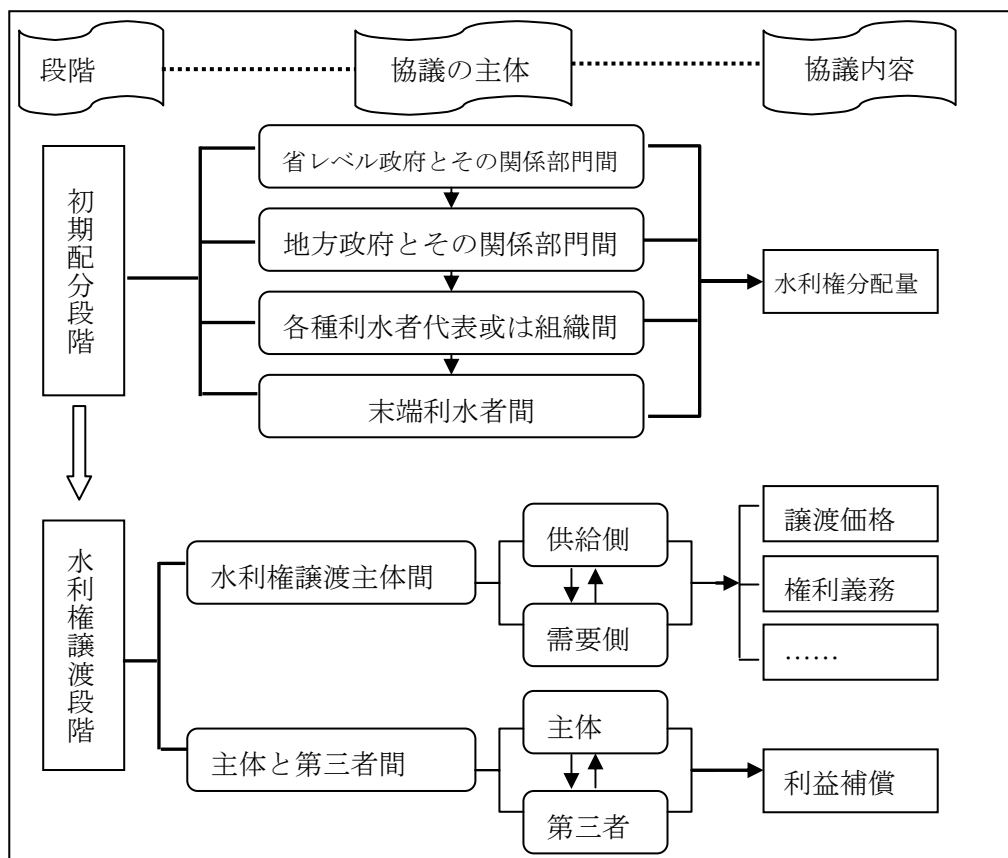 段階
協議の主体
協議内容
初期配分段階
省レベル政府とその関係部門間
地方政府とその関係部門間
各種利水者代表或は組織間
末端利水者間
水利権分配量
水利権譲渡段階
水利権譲渡主体間
供給側
需要側
譲渡価格
権利義務
……
主体と第三者間
主体
第三者
利益補償